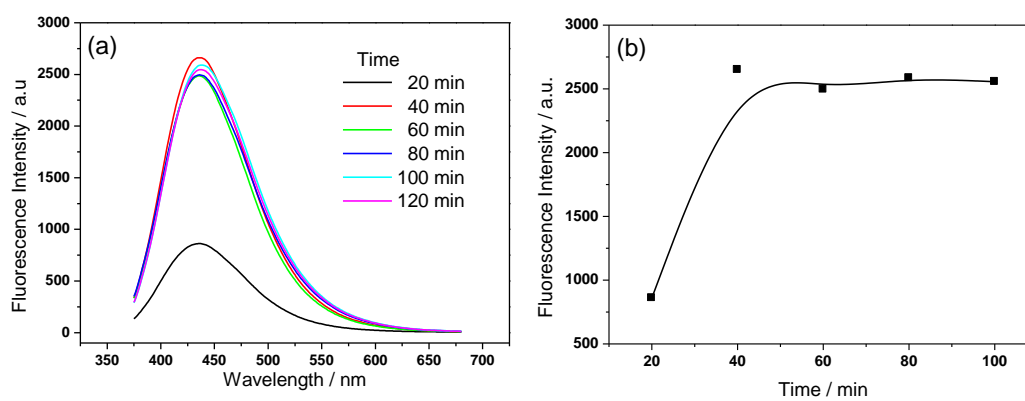 (a)
Time
20 min
40 min
60 min
80 min
100 min
120 min
3000
2500
2000
1500
1000
500
0
Fluorescence Intensity / a.u
350 400 450 500 550 600 650 700
Wavelength / nm
(b)
3000
2500
2000
1500
1000
500
Fluorescence Intensity / a.u.
20 40 60 80 100
Time / min